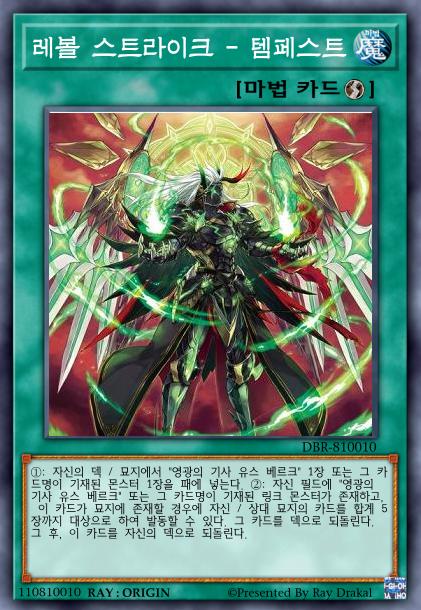 레볼 스트라이크 - 템페스트
마법
魔
[마법 카드]
DBR-810010
①: 자신의 덱 / 묘지에서 "영광의 기사 유스 베르크" 1장 또는 그 카
드명이 기재된 몬스터 1장을 패에 넣는다. ②: 자신 필드에 "영광의
기사 유스 베르크" 또는 그 카드명이 기재된 링크 몬스터가 존재하고,
이 카드가 묘지에 존재할 경우에 자신 / 상대 묘지의 카드를 합계 5
장까지 대상으로 하여 발동할 수 있다. 그 카드를 덱으로 되돌린다.
그 후, 이 카드를 자신의 덱으로 되돌린다.
110810010 RAY : ORIGIN ©Presented By Ray Drakal